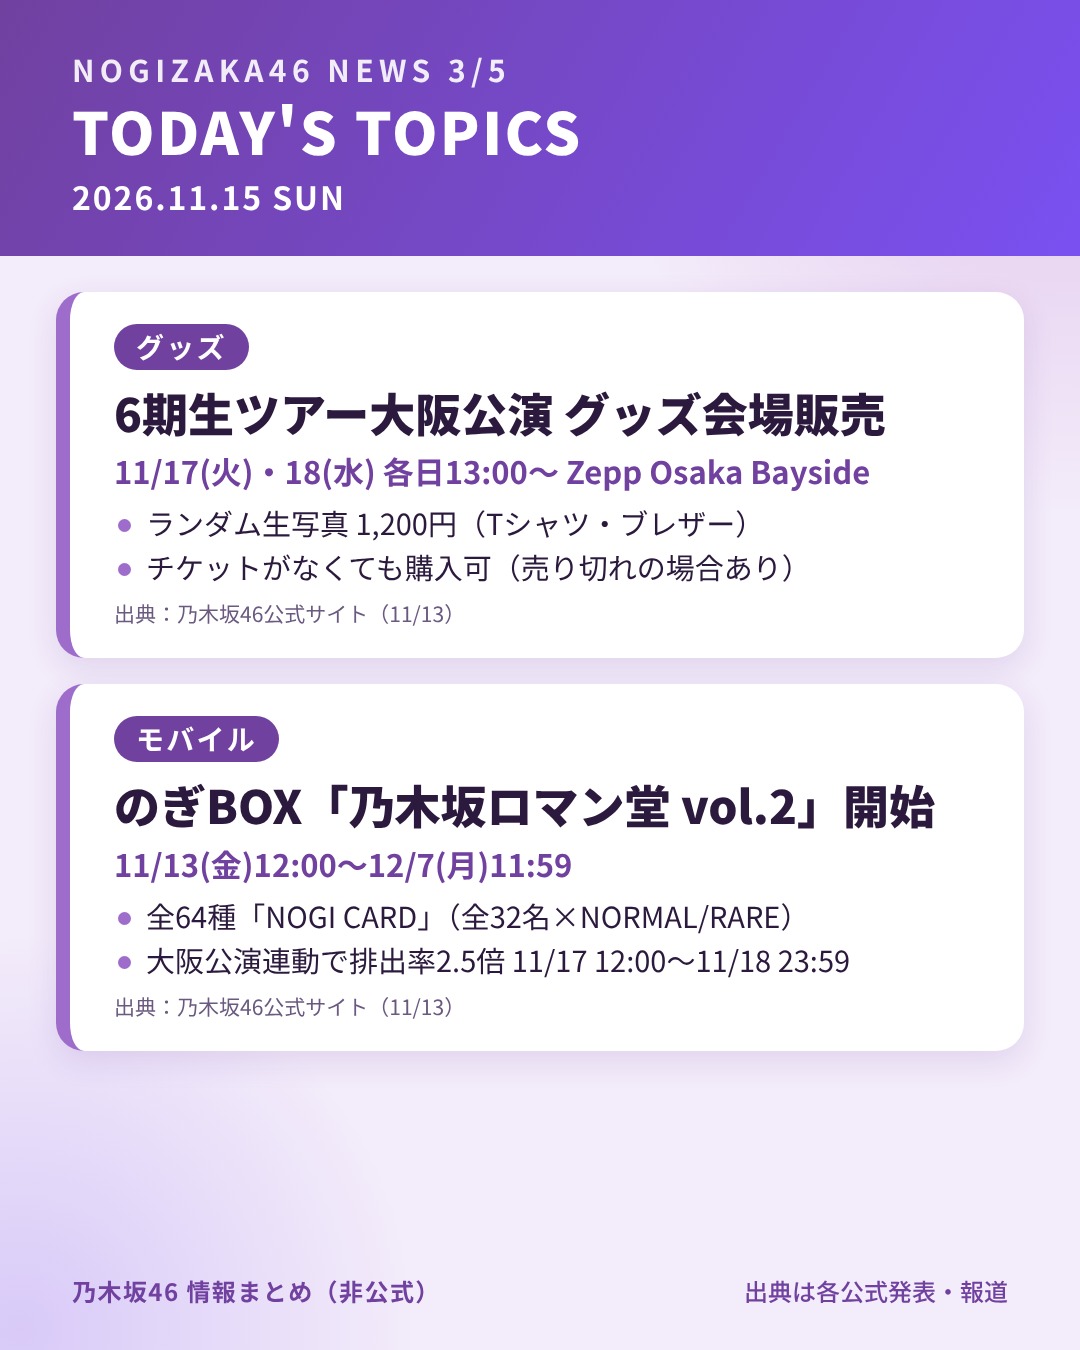 NOGIZAKA46 NEWS 3/5
TODAY'S TOPICS
2026.11.15 SUN
グッズ
6期生ツアー大阪公演 グッズ会場販売
11/17(火)・18(水) 各日13:00〜 Zepp Osaka Bayside
ランダム生写真 1,200円（Tシャツ・ブレザー）
チケットがなくても購入可（売り切れの場合あり）
出典：乃木坂46公式サイト（11/13）
モバイル
のぎBOX「乃木坂ロマン堂 vol.2」開始
11/13(金)12:00〜12/7(月)11:59
全64種「NOGI CARD」（全32名×NORMAL/RARE）
大阪公演連動で排出率2.5倍 11/17 12:00〜11/18 23:59
出典：乃木坂46公式サイト（11/13）
乃木坂46 情報まとめ（非公式）
出典は各公式発表・報道